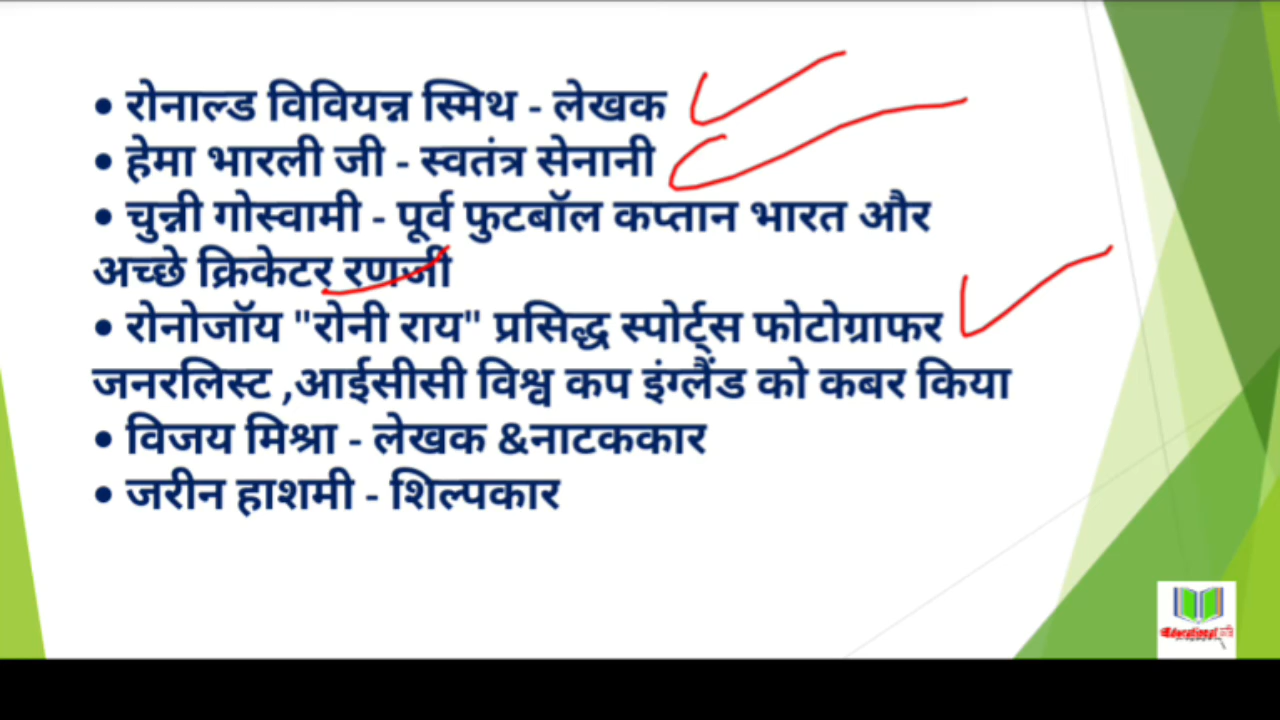 • रोनाल्ड विवियन्न स्मिथ - लेखक
• हेमा भारली जी - स्वतंत्र सेनानी
• चुन्नी गोस्वामी - पूर्व फुटबॉल कप्तान भारत और
अच्छे क्रिकेटर रणजी
• रोनोजॉय "रोनी राय" प्रसिद्ध स्पोर्ट्स फोटोग्राफर
जनरलिस्ट ,आईसीसी विश्व कप इंग्लैंड को कबर किया
• विजय मिश्रा - लेखक &नाटककार
• जरीन हाशमी - शिल्पकार
Educational